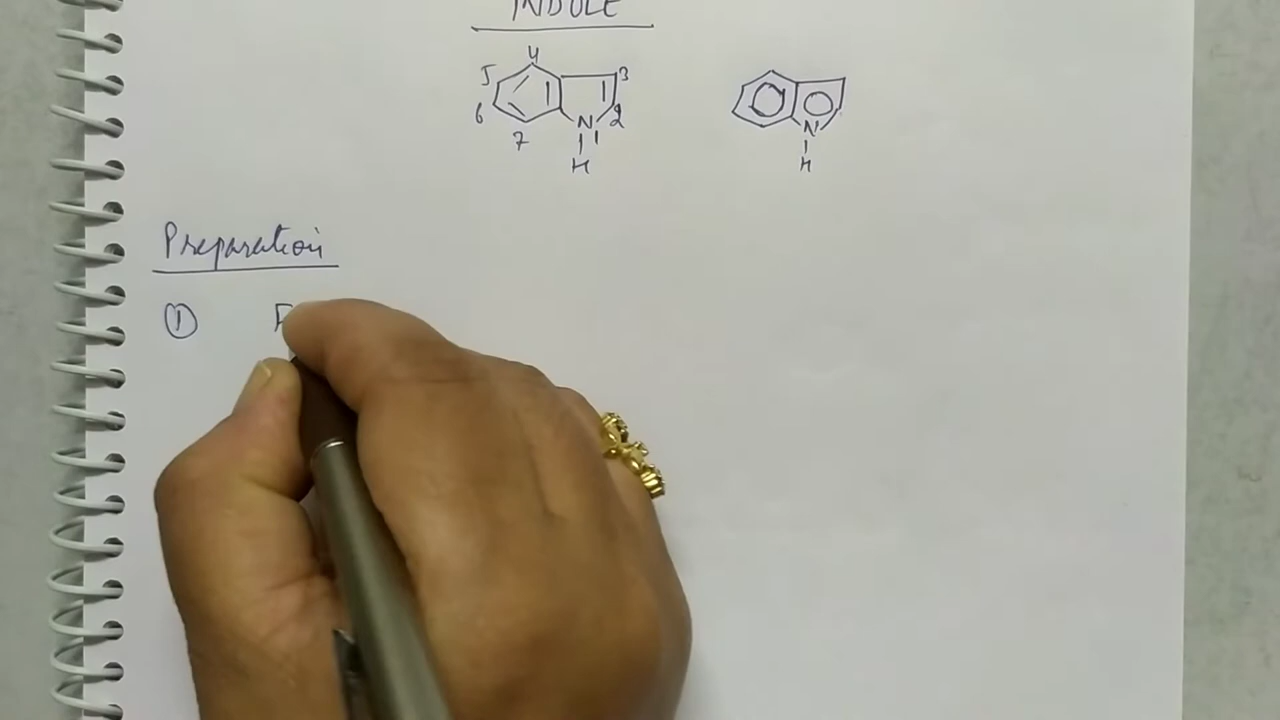 INDOLE
4
5 3
6 N 2
7 1
H
N
H
Preparation
① F